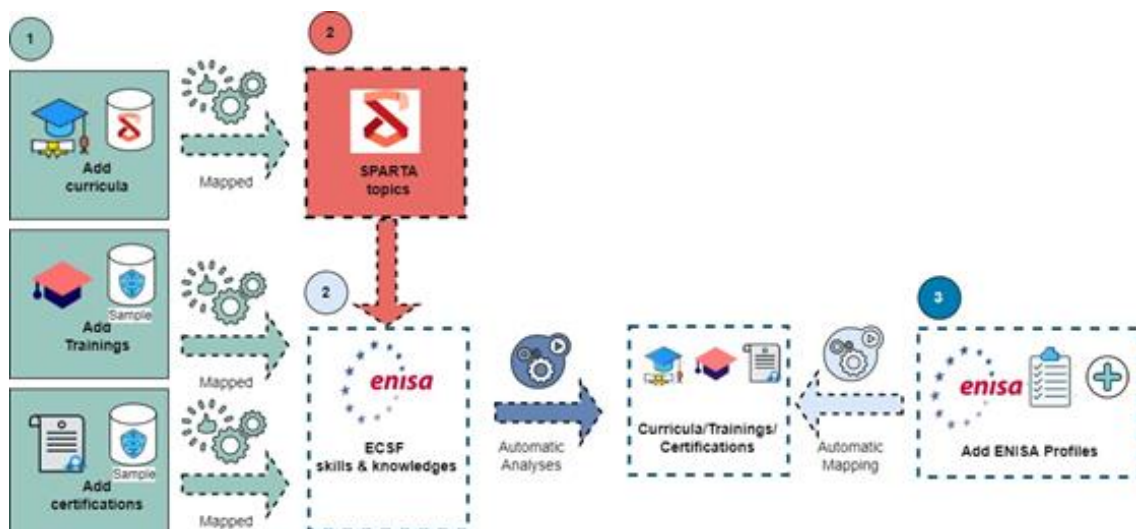 1
2
Add
curricula
Mapped
SPARTA
topics
Sample
Add
Trainings
Mapped
2
enisa
ECSF
skills & knowledges
Automatic
Analyses
Curricula/Trainings/
Certifications
Automatic
Mapping
3
enisa
Add ENISA Profiles
Sample
Add
certifications
Mapped